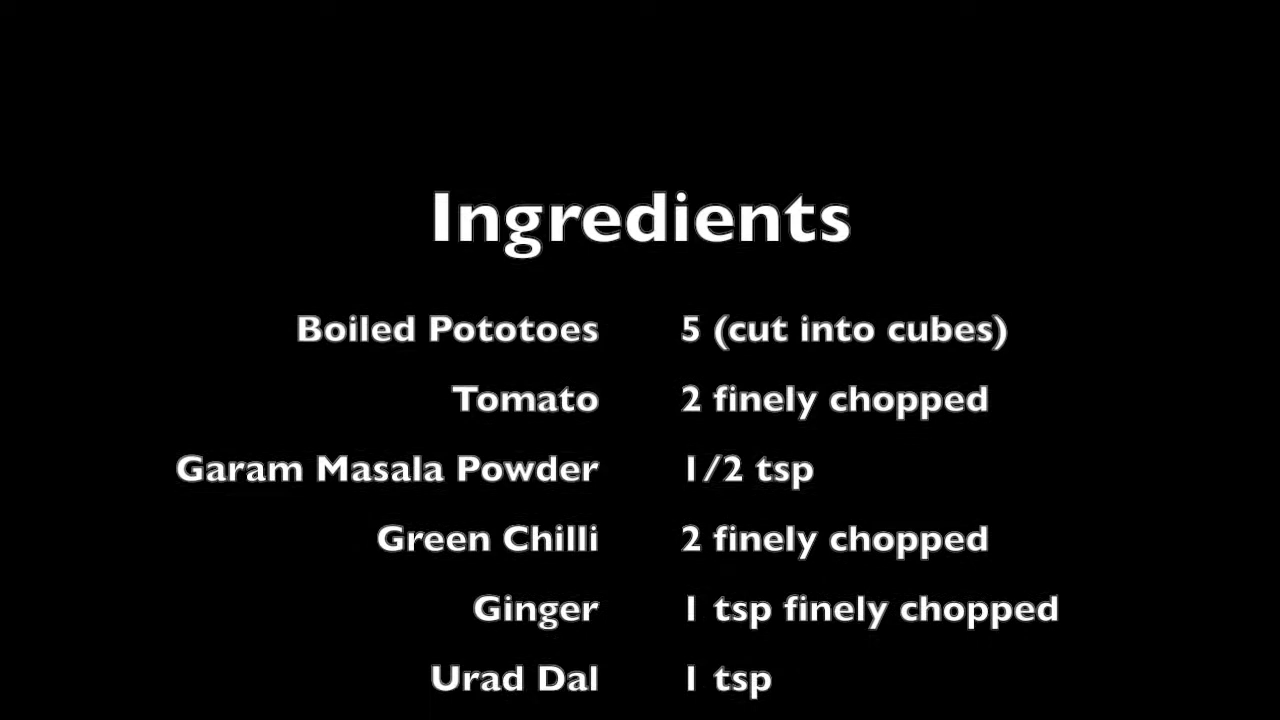 Ingredients
Boiled Pototoes 5 (cut into cubes)
Tomato 2 finely chopped
Garam Masala Powder 1/2 tsp
Green Chilli 2 finely chopped
Ginger 1 tsp finely chopped
Urad Dal 1 tsp